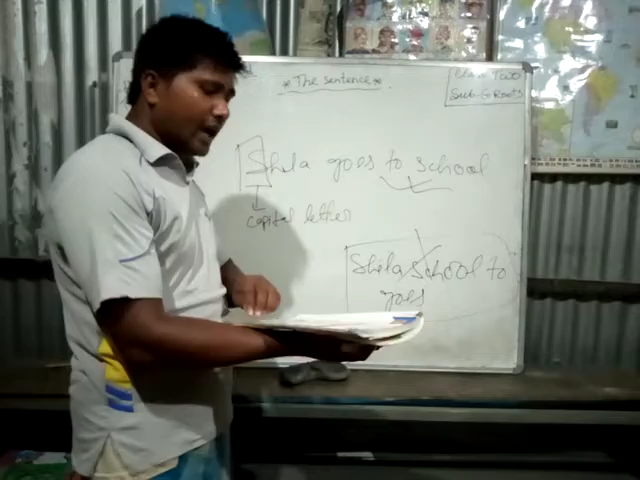 * The sentence *
Class Two
Sub: G. Roots
Shila goes to school
capital letter
Shila School to
goes